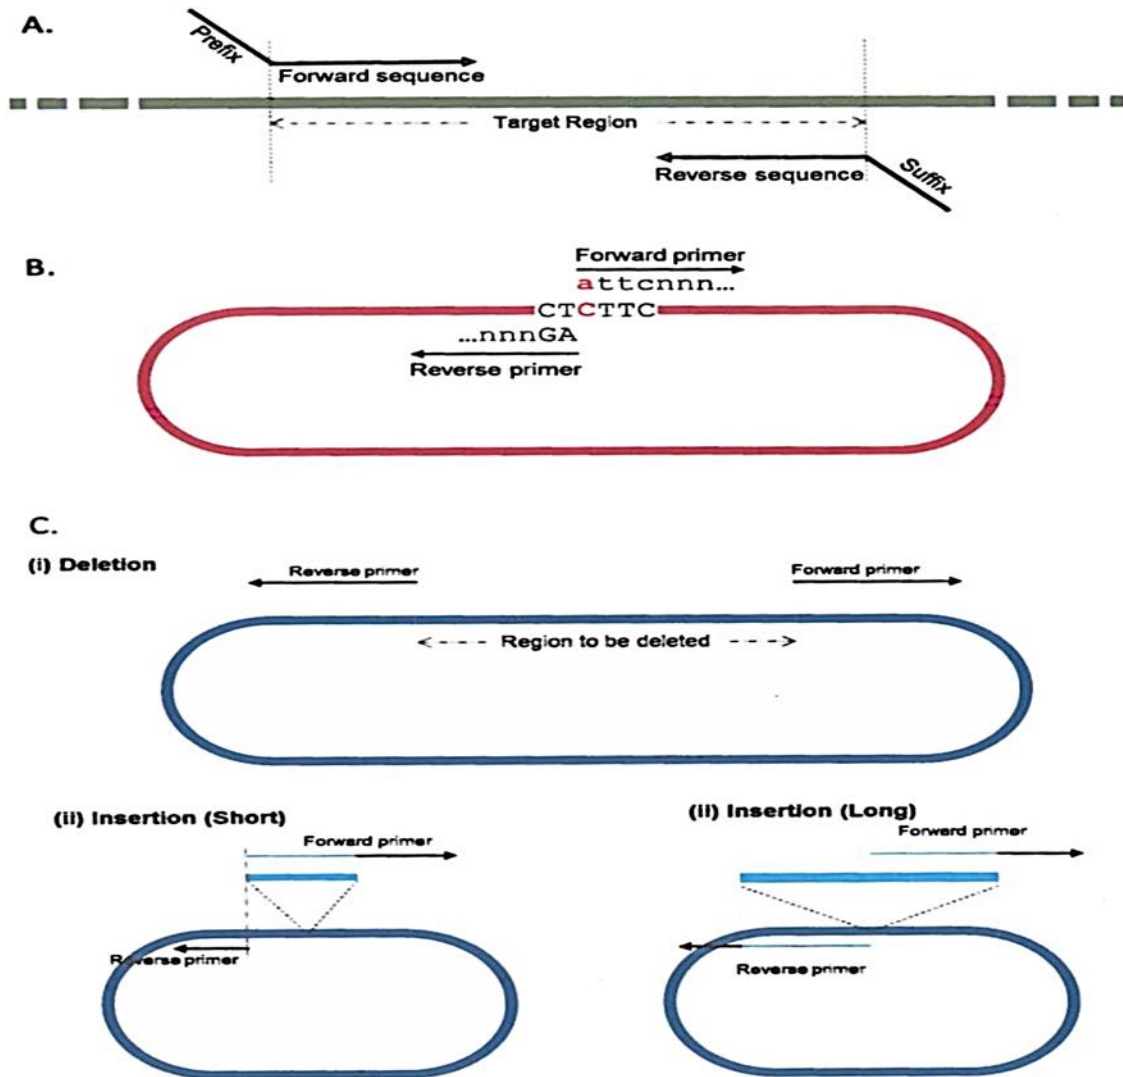 A.
Prefix
Forward sequence
Target Region
Reverse sequence
Suffix
B.
Forward primer
attcnnn...
CTCTTC
...nnnGA
Reverse primer
C.
(i) Deletion
Reverse primer
Forward primer
Region to be deleted
(ii) Insertion (Short)
Forward primer
Reverse primer
(ii) Insertion (Long)
Forward primer
Reverse primer